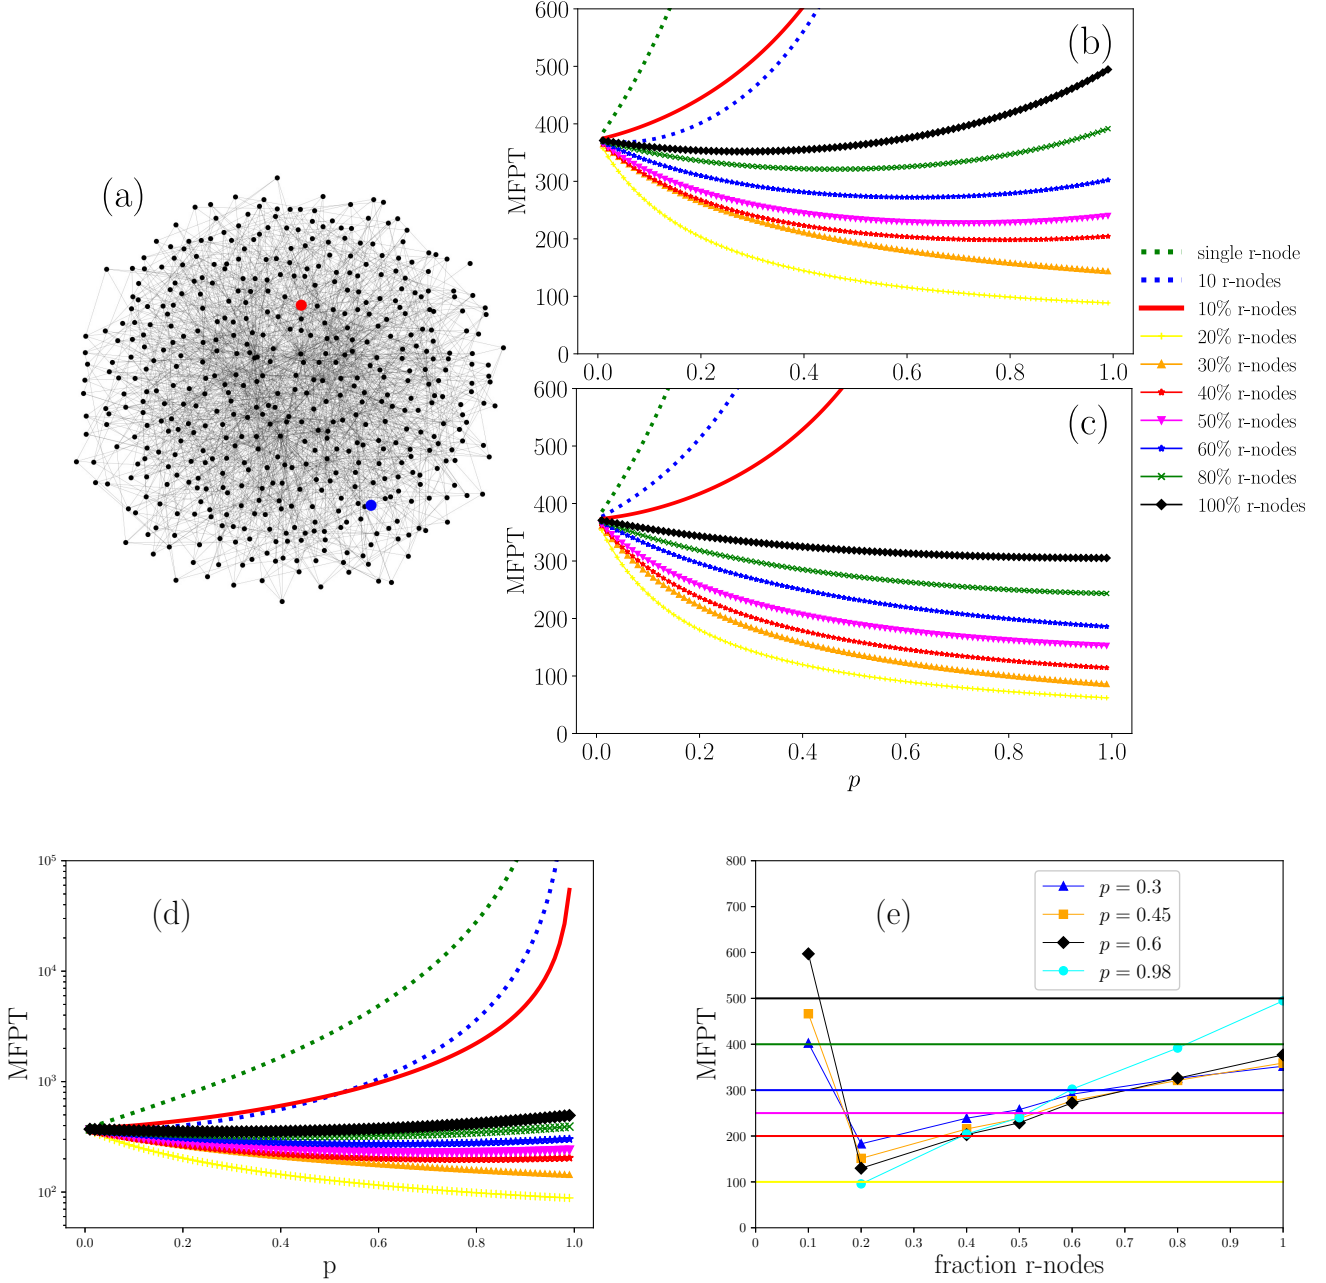 (a)
600
500
400
300
200
100
0
MFPT
(b)
0.0 0.2 0.4 0.6 0.8 1.0
600
500
400
300
200
100
0
MFPT
(c)
0.0 0.2 0.4 0.6 0.8 1.0
p
single r-node
10 r-nodes
10% r-nodes
20% r-nodes
30% r-nodes
40% r-nodes
50% r-nodes
60% r-nodes
80% r-nodes
100% r-nodes
10^5
10^4
10^3
10^2
MFPT
(d)
0.0 0.2 0.4 0.6 0.8 1.0
p
800
700
600
500
400
300
200
100
0
MFPT
(e)
p = 0.3
p = 0.45
p = 0.6
p = 0.98
0 0.1 0.2 0.3 0.4 0.5 0.6 0.7 0.8 0.9 1
fraction r-nodes